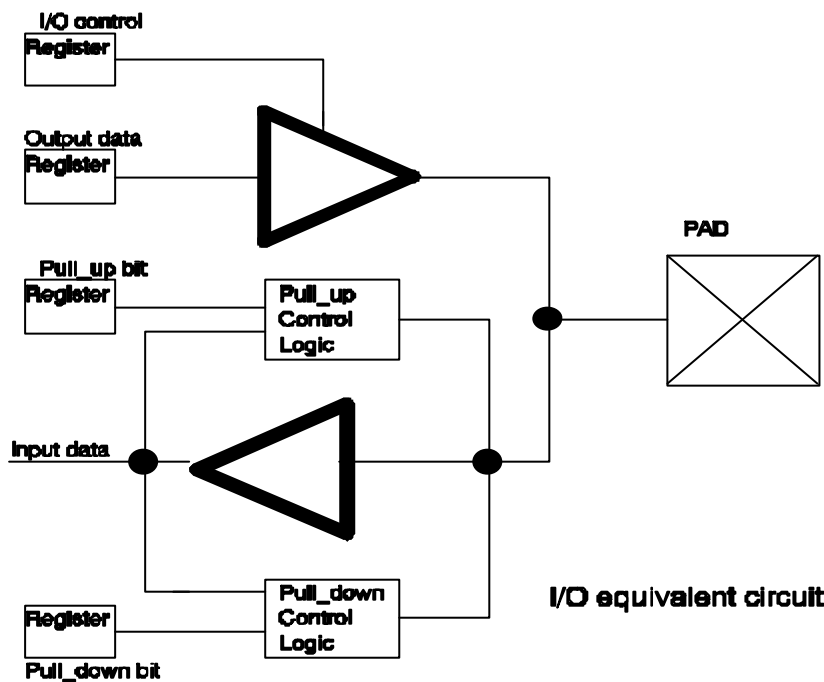 I/O control
Register
Output data
Register
PAD
Pull_up bit
Register
Pull_up
Control
Logic
Input data
Pull_down
Control
Logic
I/O equivalent circuit
Register
Pull_down bit